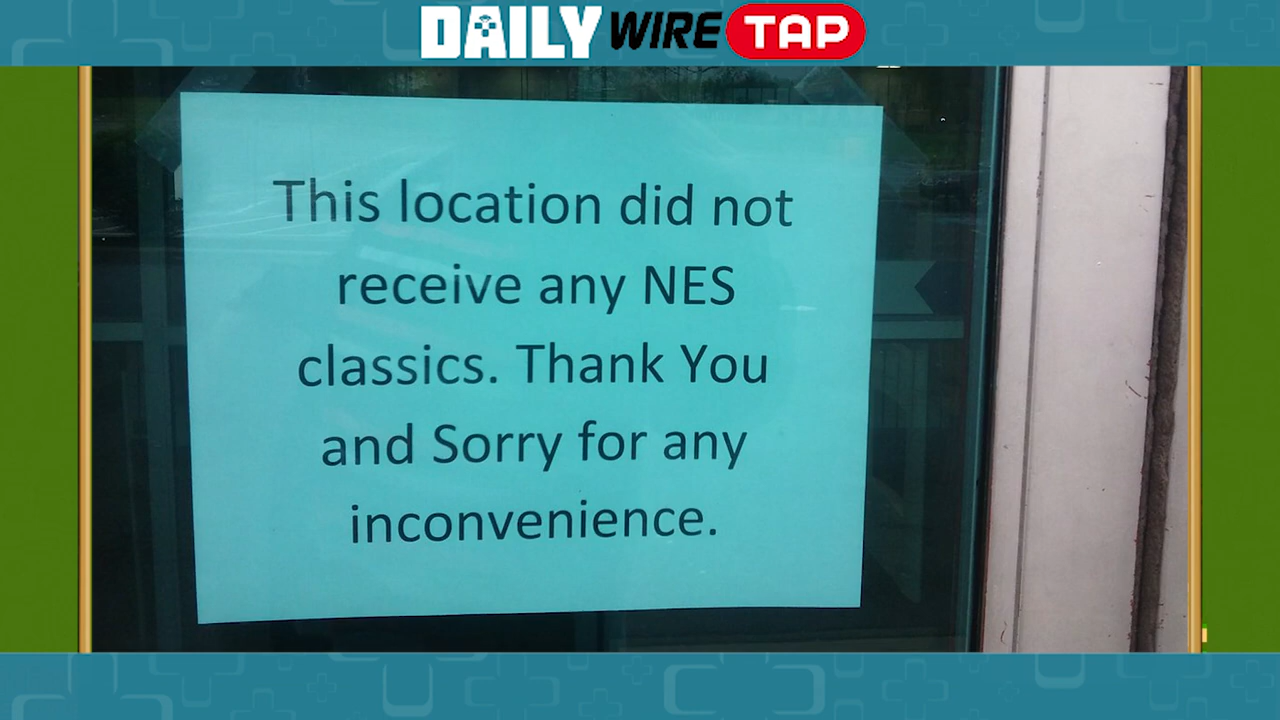 DAILY WIRE TAP
This location did not
receive any NES
classics. Thank You
and Sorry for any
inconvenience.